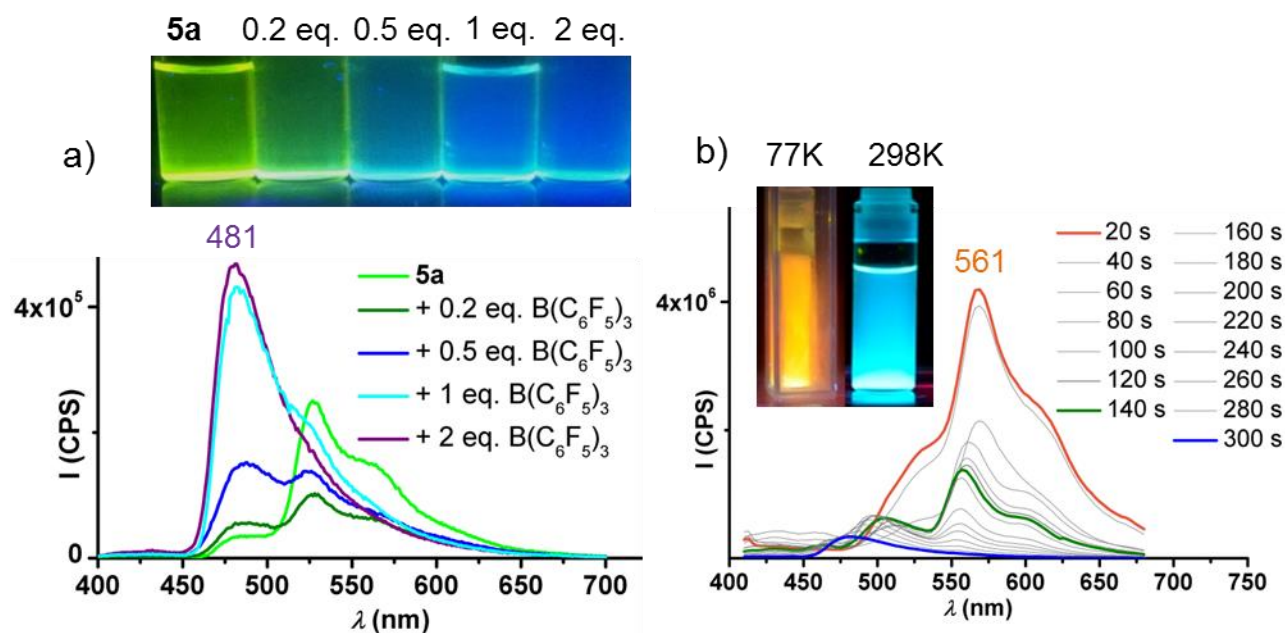 5a 0.2 eq. 0.5 eq. 1 eq. 2 eq.
a)
481
4x10⁵
0
I (CPS)
5a
+ 0.2 eq. B(C₆F₅)₃
+ 0.5 eq. B(C₆F₅)₃
+ 1 eq. B(C₆F₅)₃
+ 2 eq. B(C₆F₅)₃
400 450 500 550 600 650 700
λ (nm)
b)
77K 298K
561
4x10⁶
I (CPS)
20 s 160 s
40 s 180 s
60 s 200 s
80 s 220 s
100 s 240 s
120 s 260 s
140 s 280 s
300 s
400 450 500 550 600 650 700 750
λ (nm)